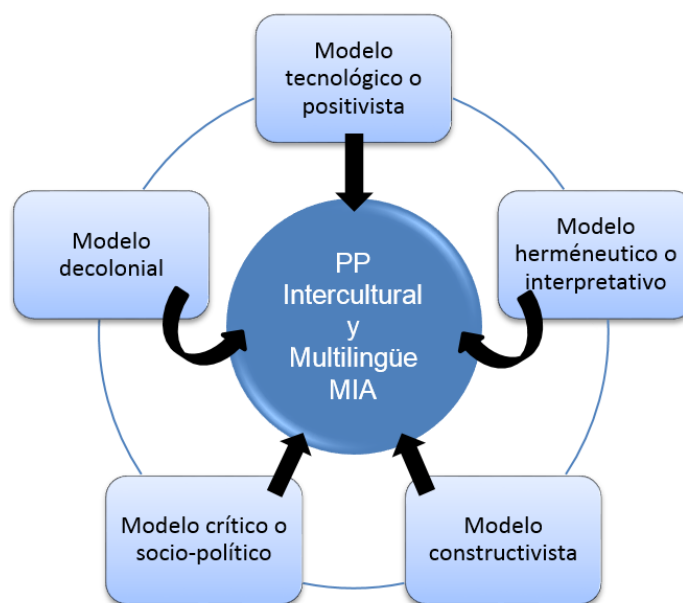 Modelo
tecnológico o
positivista
Modelo
decolonial
Modelo
herméneutico o
interpretativo
PP
Intercultural
y
Multilingüe
MIA
Modelo crítico o
socio-político
Modelo
constructivista